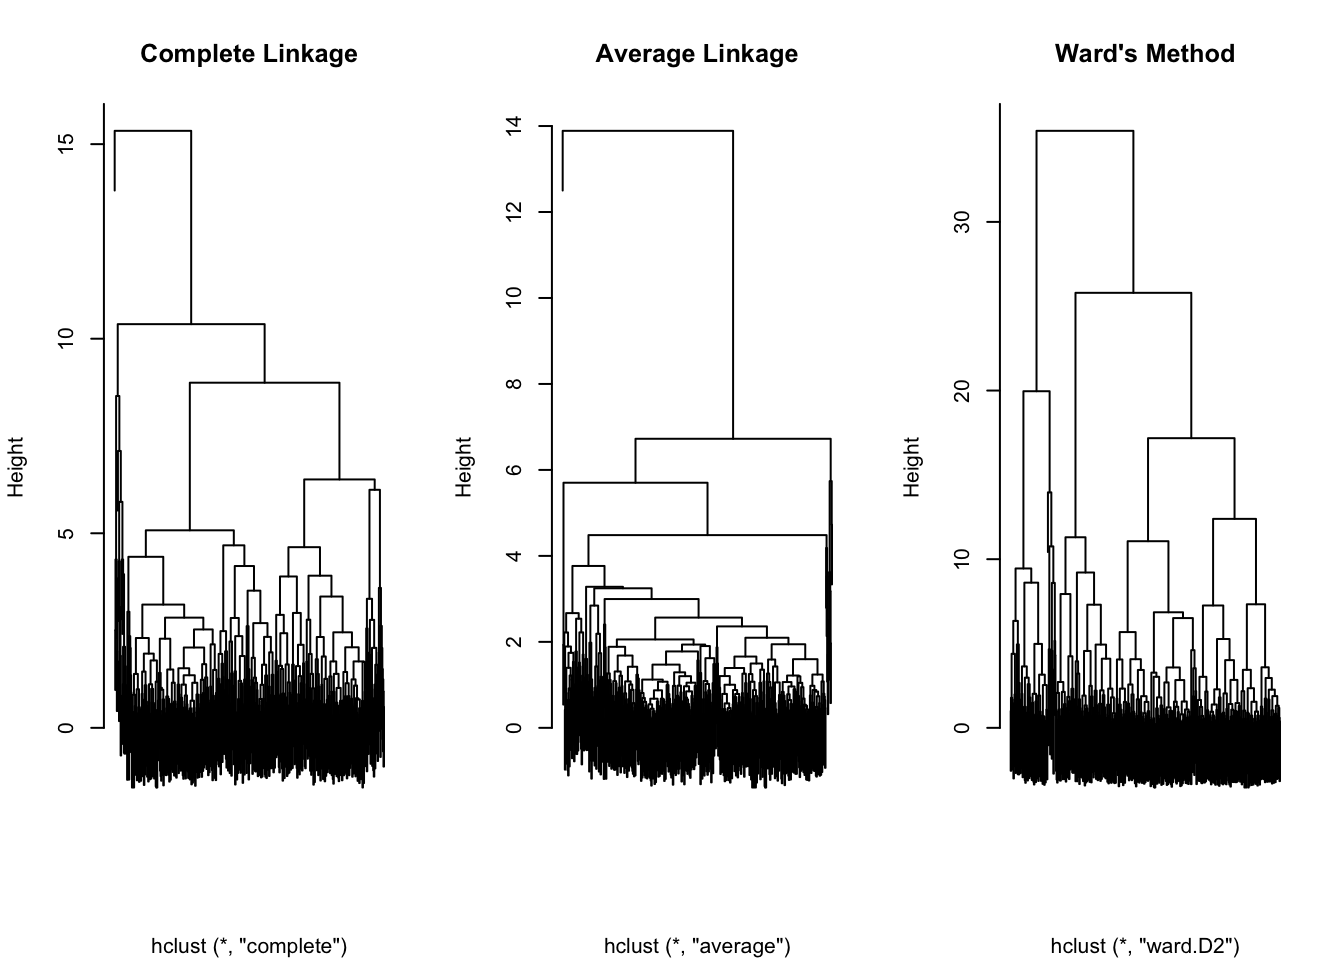 Complete Linkage
Height
15
10
5
0
hclust (*, "complete")
Average Linkage
Height
14
12
10
8
6
4
2
0
hclust (*, "average")
Ward's Method
Height
30
20
10
0
hclust (*, "ward.D2")